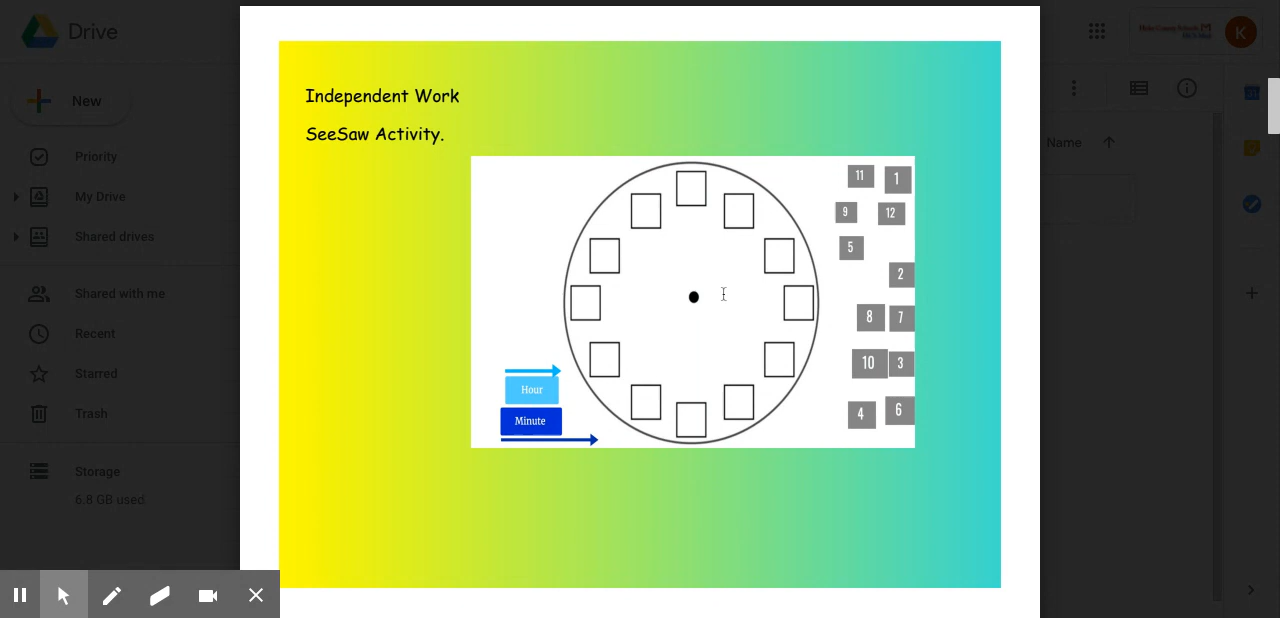 Drive
New
Priority
My Drive
Shared drives
Shared with me
Recent
Starred
Trash
Storage
6.8 GB used
Independent Work
SeeSaw Activity.
11 1
9 12
5
2
8 7
10 3
4 6
Hour
Minute
Name
K